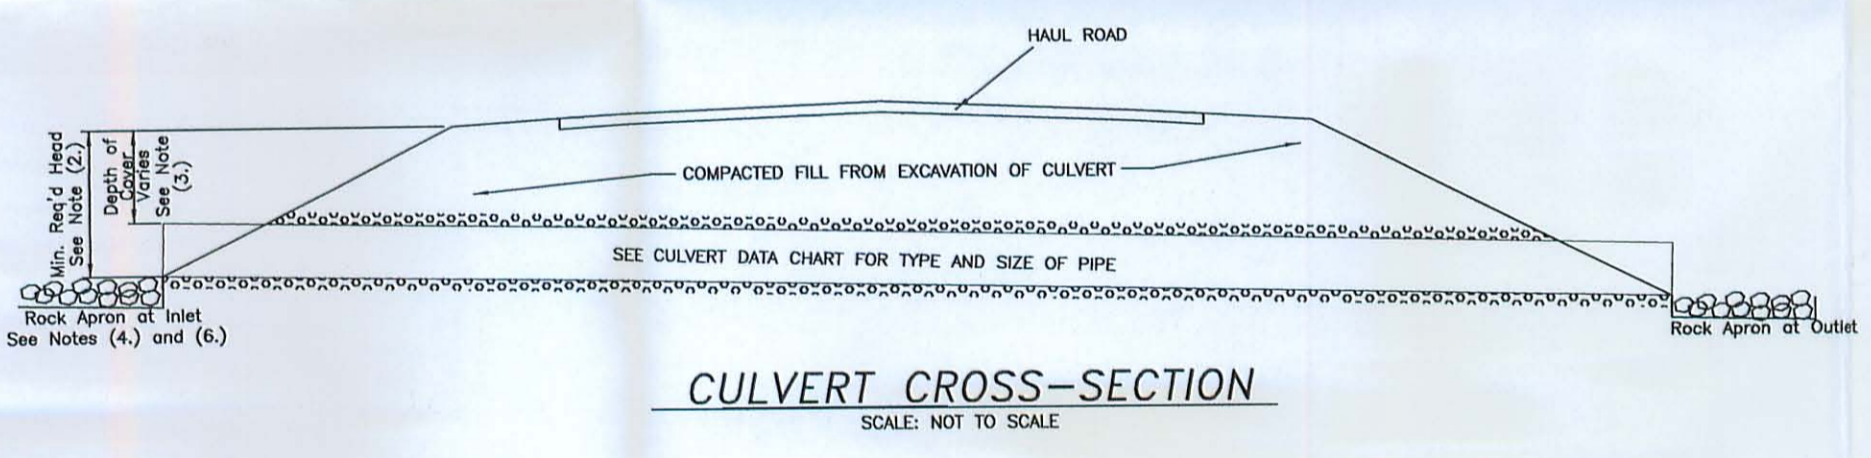 HAUL ROAD
Min. Req'd Head
See Note (2.)
Depth of
Cover
Varies
See Note
(3.)
COMPACTED FILL FROM EXCAVATION OF CULVERT
SEE CULVERT DATA CHART FOR TYPE AND SIZE OF PIPE
Rock Apron at Inlet
See Notes (4.) and (6.)
Rock Apron at Outlet
CULVERT CROSS-SECTION
SCALE: NOT TO SCALE